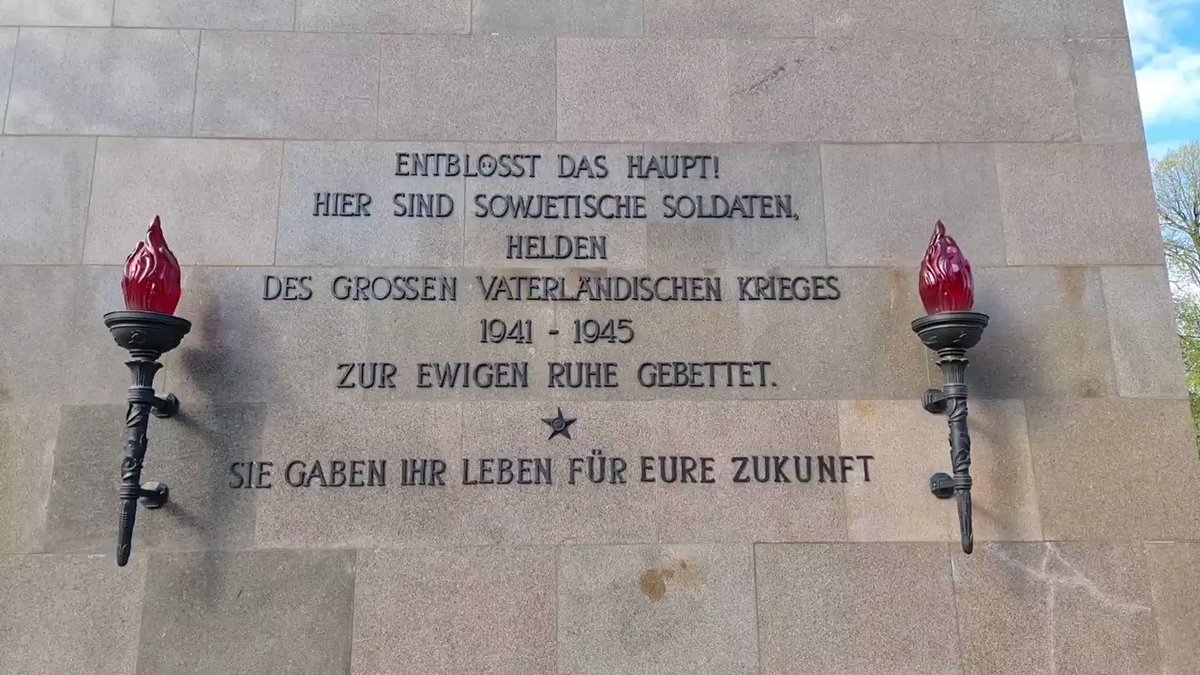 ENTBLÖSST DAS HAUPT!
HIER SIND SOWJETISCHE SOLDATEN,
HELDEN
DES GROSSEN VATERLÄNDISCHEN KRIEGES
1941 - 1945
ZUR EWIGEN RUHE GEBETTET.
SIE GABEN IHR LEBEN FÜR EURE ZUKUNFT